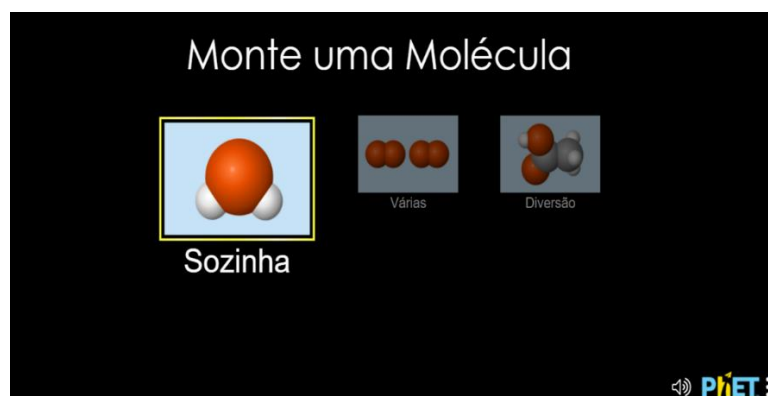 Monte uma Molécula
Sozinha
Várias
Diversão
PhET